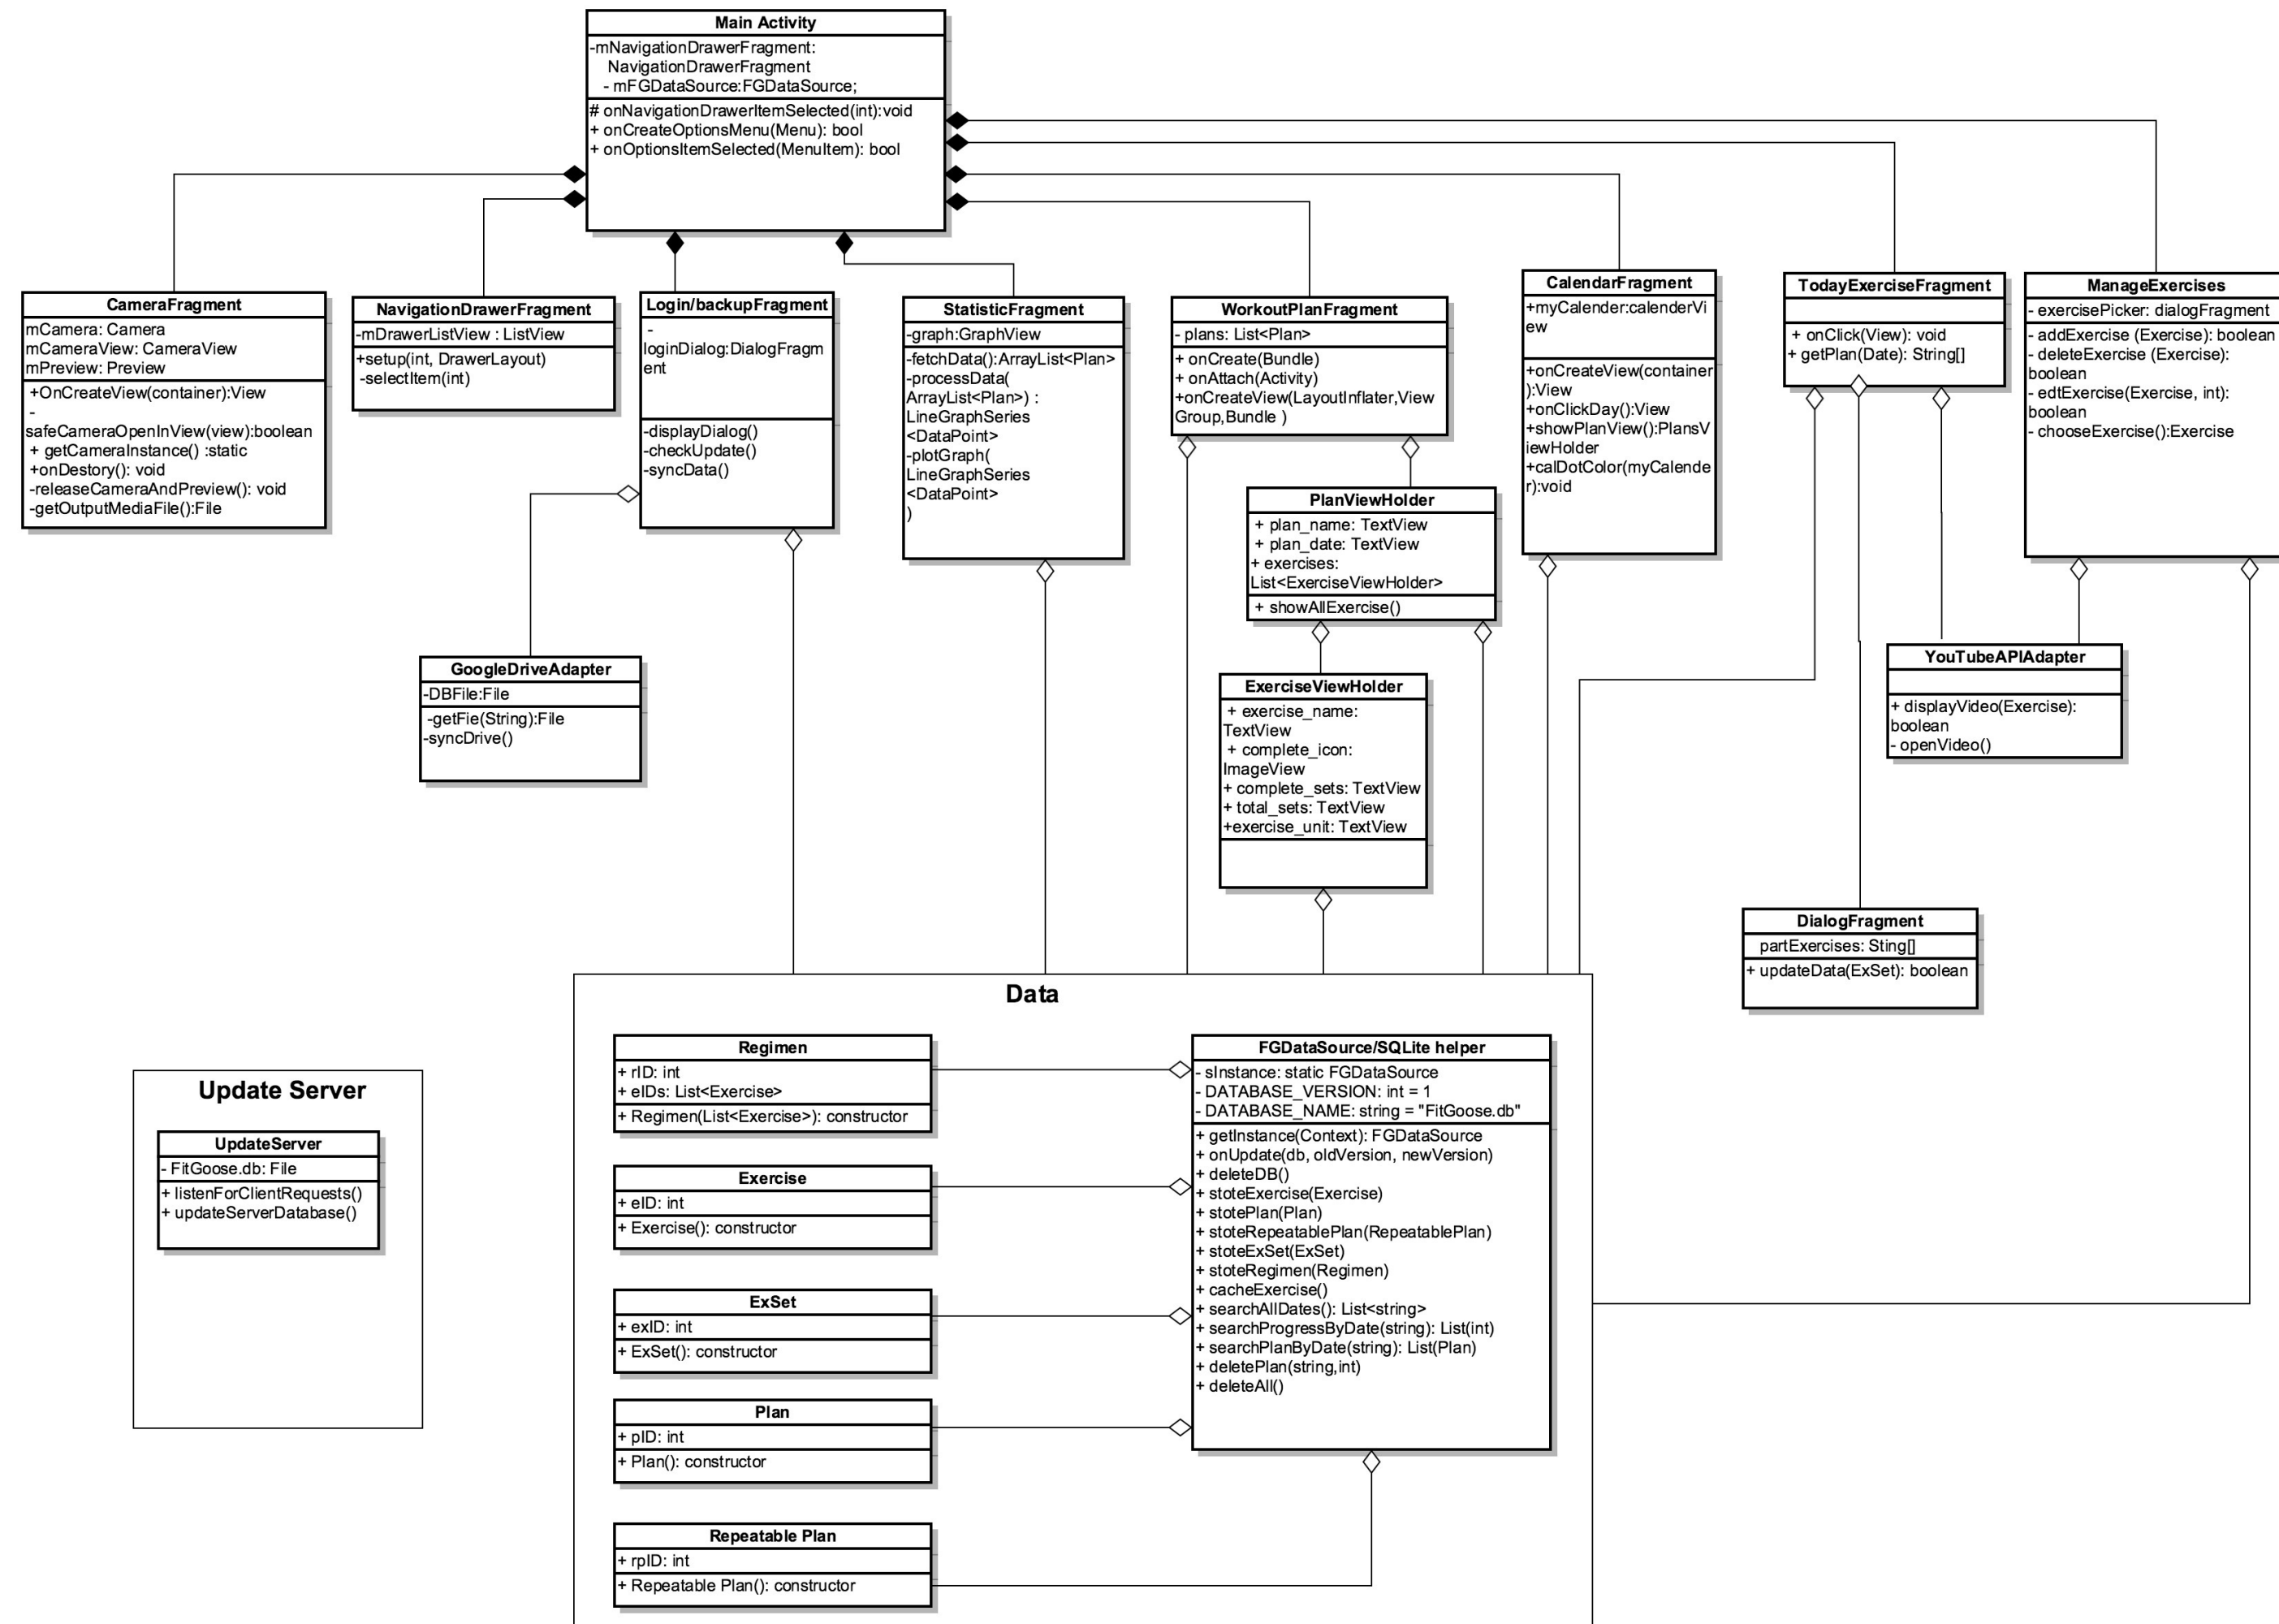 Main Activity
-mNavigationDrawerFragment:
NavigationDrawerFragment
- mFGDataSource:FGDataSource;
# onNavigationDrawerItemSelected(int):void
+ onCreateOptionsMenu(Menu): bool
+ onOptionsItemSelected(MenuItem): bool
CameraFragment
mCamera: Camera
mCameraView: CameraView
mPreview: Preview
+OnCreateView(container):View
-
safeCameraOpenInView(view):boolean
+ getCameraInstance() :static
+onDestory(): void
-releaseCameraAndPreview(): void
-getOutputMediaFile():File
NavigationDrawerFragment
-mDrawerListView : ListView
+setup(int, DrawerLayout)
-selectItem(int)
Login/backupFragment
-
loginDialog:DialogFragm
ent
-displayDialog()
-checkUpdate()
-syncData()
StatisticFragment
-graph:GraphView
-fetchData():ArrayList<Plan>
-processData(
ArrayList<Plan>) :
LineGraphSeries
<DataPoint>
-plotGraph(
LineGraphSeries
<DataPoint>
)
WorkoutPlanFragment
- plans: List<Plan>
+ onCreate(Bundle)
+ onAttach(Activity)
+onCreateView(LayoutInflater,View
Group,Bundle )
CalendarFragment
+myCalender:calenderVi
ew
+onCreateView(container
):View
+onClickDay():View
+showPlanView():PlansV
iewHolder
+calDotColor(myCalende
r):void
TodayExerciseFragment
+ onClick(View): void
+ getPlan(Date): String[]
ManageExercises
- exercisePicker: dialogFragment
- addExercise (Exercise): boolean
- deleteExercise (Exercise):
boolean
- edtExercise(Exercise, int):
boolean
- chooseExercise():Exercise
PlanViewHolder
+ plan_name: TextView
+ plan_date: TextView
+ exercises:
List<ExerciseViewHolder>
+ showAllExercise()
GoogleDriveAdapter
-DBFile:File
-getFie(String):File
-syncDrive()
ExerciseViewHolder
+ exercise_name:
TextView
+ complete_icon:
ImageView
+ complete_sets: TextView
+ total_sets: TextView
+exercise_unit: TextView
YouTubeAPIAdapter
+ displayVideo(Exercise):
boolean
- openVideo()
DialogFragment
partExercises: Sting[]
+ updateData(ExSet): boolean
Data
Regimen
+ rID: int
+ eIDs: List<Exercise>
+ Regimen(List<Exercise>): constructor
Exercise
+ eID: int
+ Exercise(): constructor
ExSet
+ exID: int
+ ExSet(): constructor
Plan
+ pID: int
+ Plan(): constructor
Repeatable Plan
+ rpID: int
+ Repeatable Plan(): constructor
FGDataSource/SQLite helper
- sInstance: static FGDataSource
- DATABASE_VERSION: int = 1
- DATABASE_NAME: string = "FitGoose.db"
+ getInstance(Context): FGDataSource
+ onUpdate(db, oldVersion, newVersion)
+ deleteDB()
+ stoteExercise(Exercise)
+ stotePlan(Plan)
+ stoteRepeatablePlan(RepeatablePlan)
+ stoteExSet(ExSet)
+ stoteRegimen(Regimen)
+ cacheExercise()
+ searchAllDates(): List<string>
+ searchProgressByDate(string): List(int)
+ searchPlanByDate(string): List(Plan)
+ deletePlan(string,int)
+ deleteAll()
Update Server
UpdateServer
- FitGoose.db: File
+ listenForClientRequests()
+ updateServerDatabase()